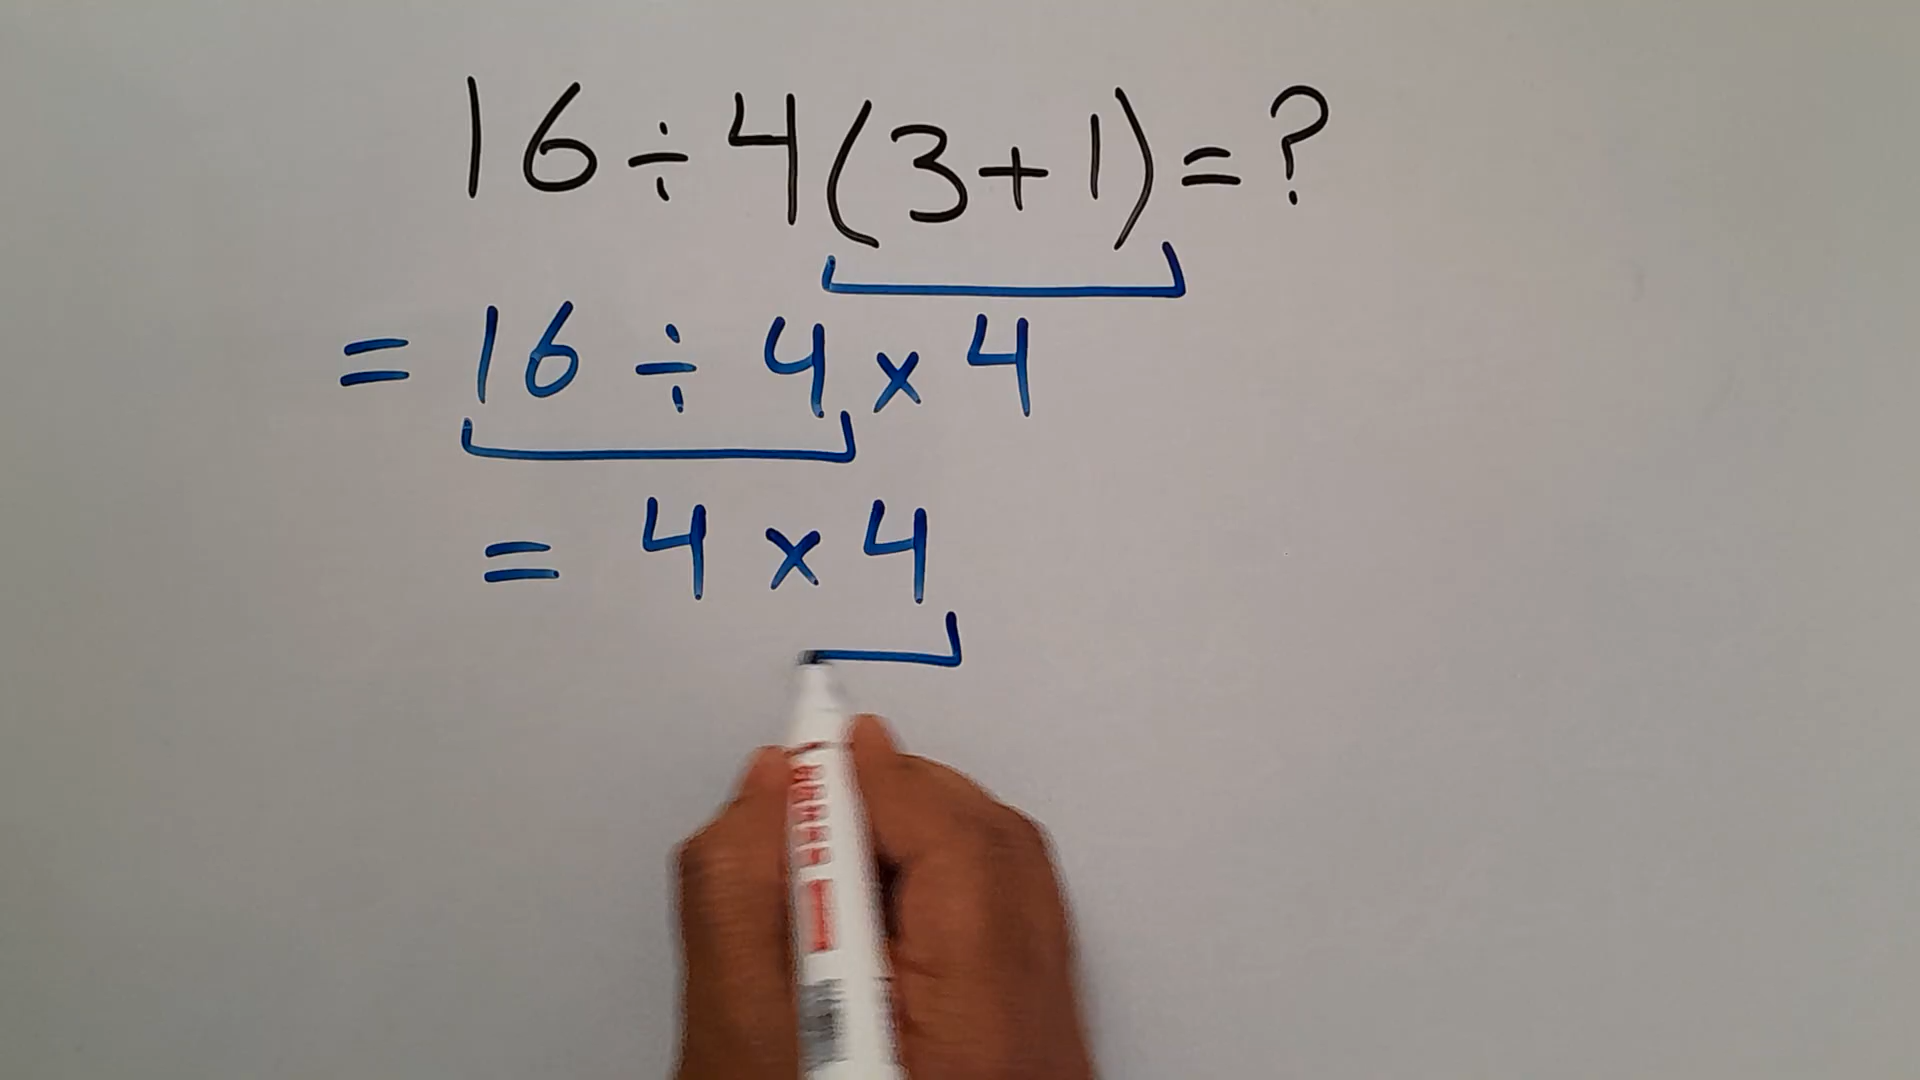 16÷4(3+1)=?
= 16 ÷ 4 × 4
= 4 × 4